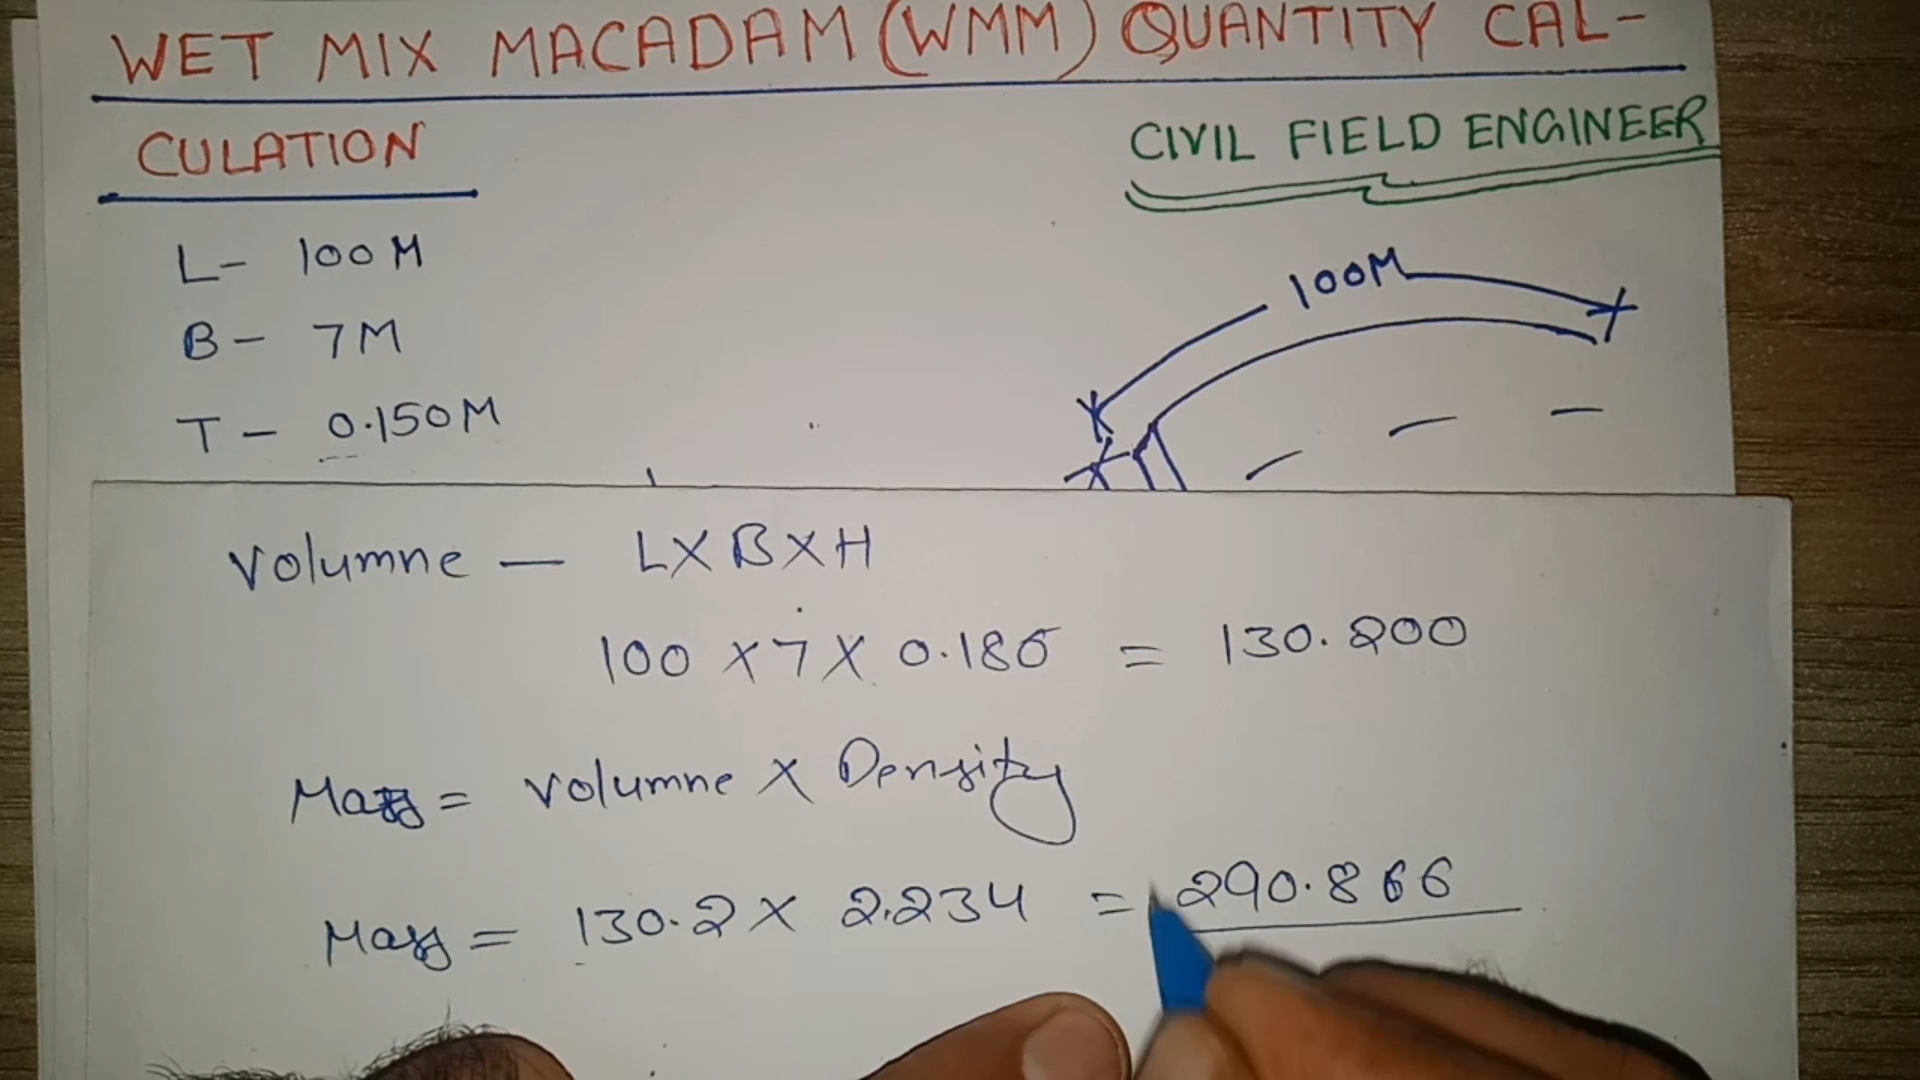 WET MIX MACADAM (WMM) QUANTITY CAL-
CULATION
CIVIL FIELD ENGINEER
L- 100M
B- 7M
T- 0.150M
100M
Volumne — LXBXH
100 X 7 X 0.186 = 130.200
Mass = Volumne X Density
Mass = 130.2 X 2.234 = 290.866